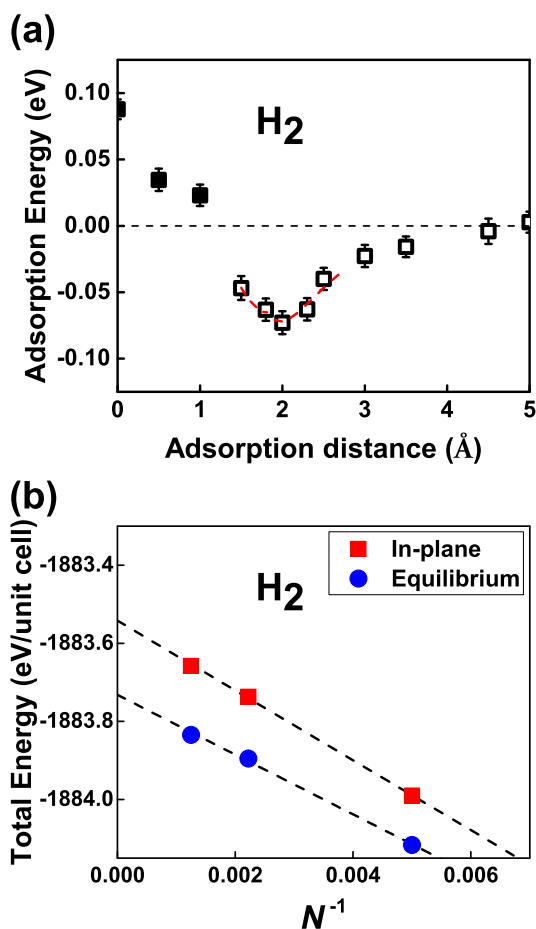 (a)
H2
Adsorption Energy (eV)
0.10
0.05
0.00
-0.05
-0.10
0 1 2 3 4 5
Adsorption distance (Å)
(b)
H2
In-plane
Equilibrium
Total Energy (eV/unit cell)
-1883.4
-1883.6
-1883.8
-1884.0
0.000 0.002 0.004 0.006
N-1